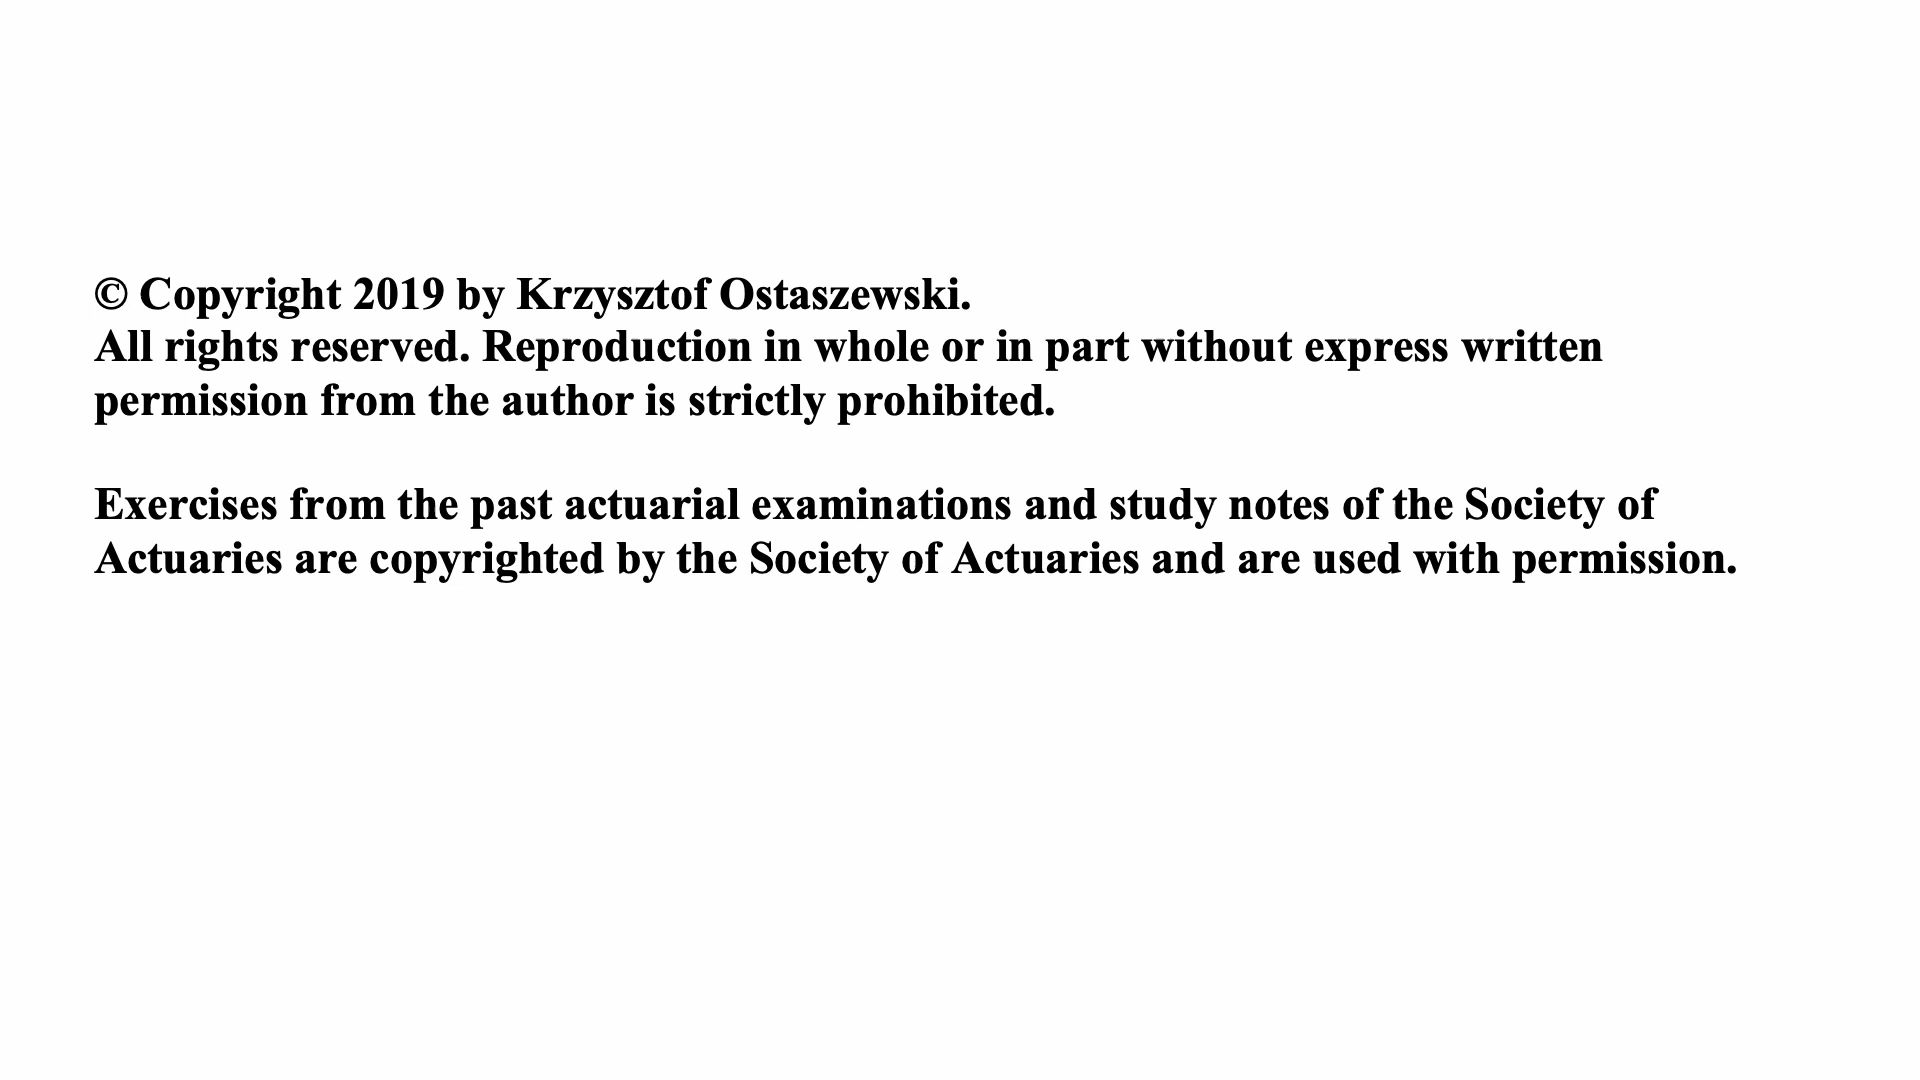 © Copyright 2019 by Krzysztof Ostaszewski.
All rights reserved. Reproduction in whole or in part without express written
permission from the author is strictly prohibited.
Exercises from the past actuarial examinations and study notes of the Society of
Actuaries are copyrighted by the Society of Actuaries and are used with permission.